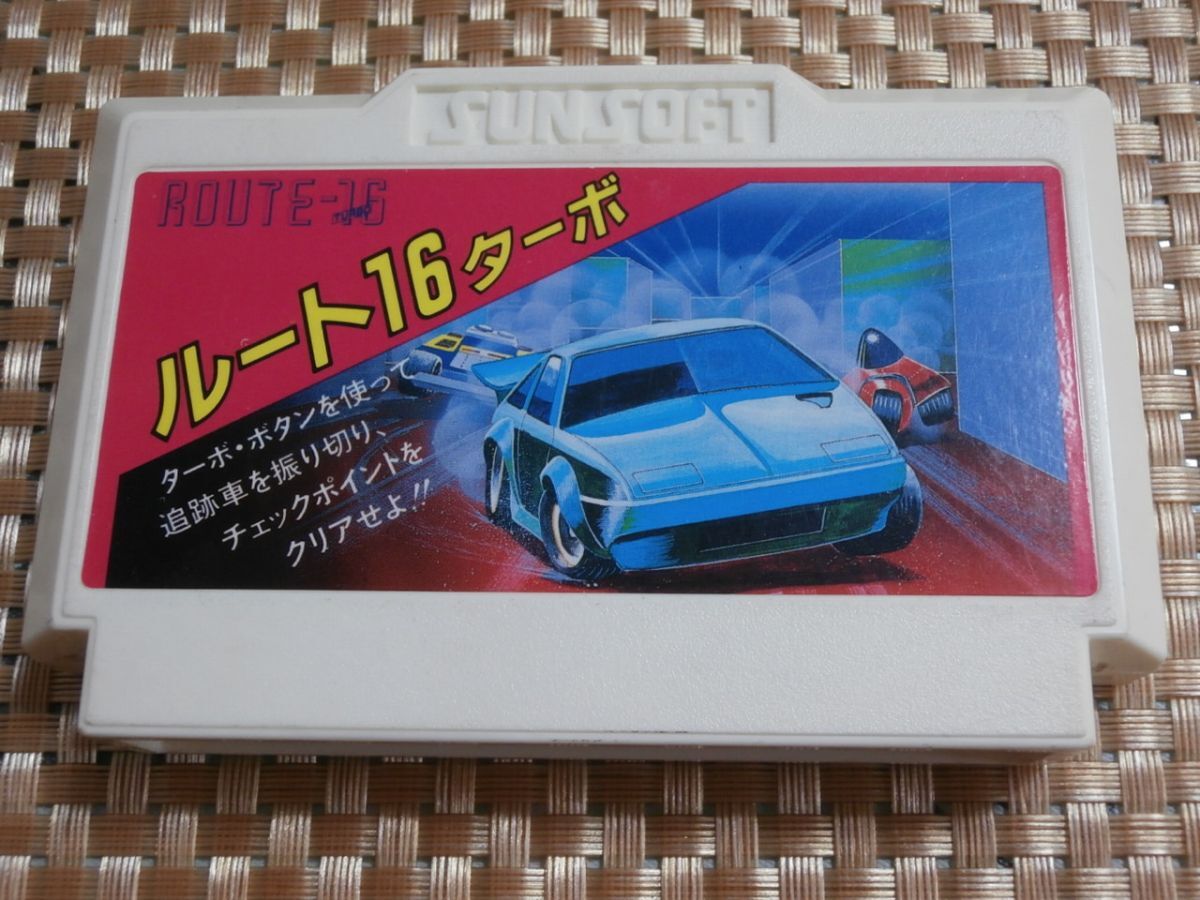 SUNSOFT
ROUTE-16
TURBO
ルート16ターボ
ターボ・ボタンを使って
追跡車を振り切り、
チェックポイントを
クリアせよ!!